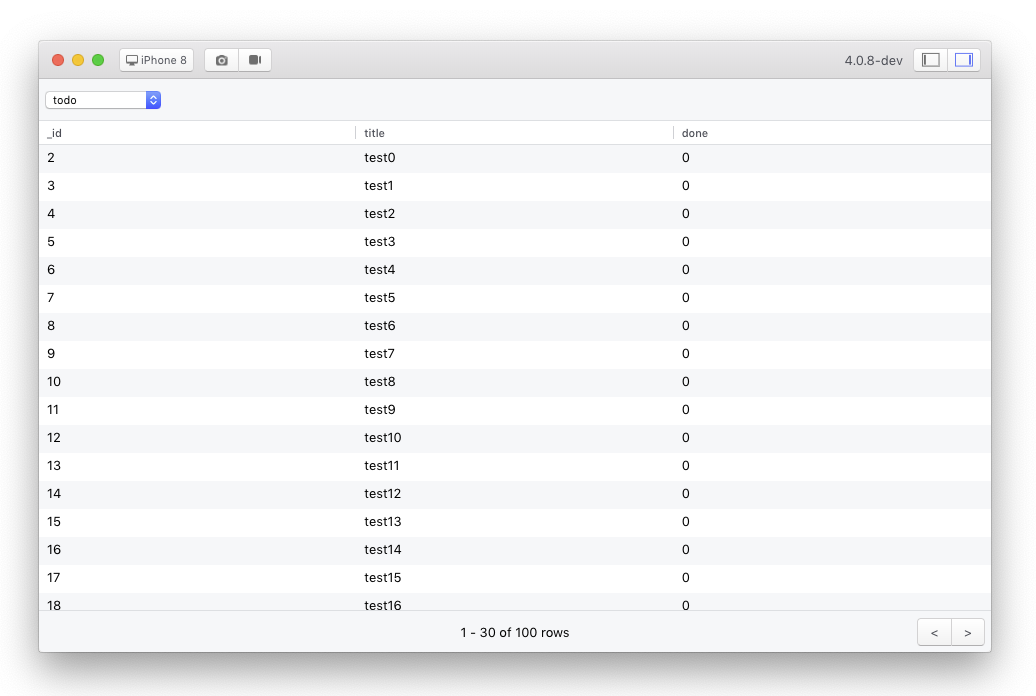 iPhone 8 4.0.8-dev
todo
_id title done
2 test0 0
3 test1 0
4 test2 0
5 test3 0
6 test4 0
7 test5 0
8 test6 0
9 test7 0
10 test8 0
11 test9 0
12 test10 0
13 test11 0
14 test12 0
15 test13 0
16 test14 0
17 test15 0
18 test16 0
1 - 30 of 100 rows < >